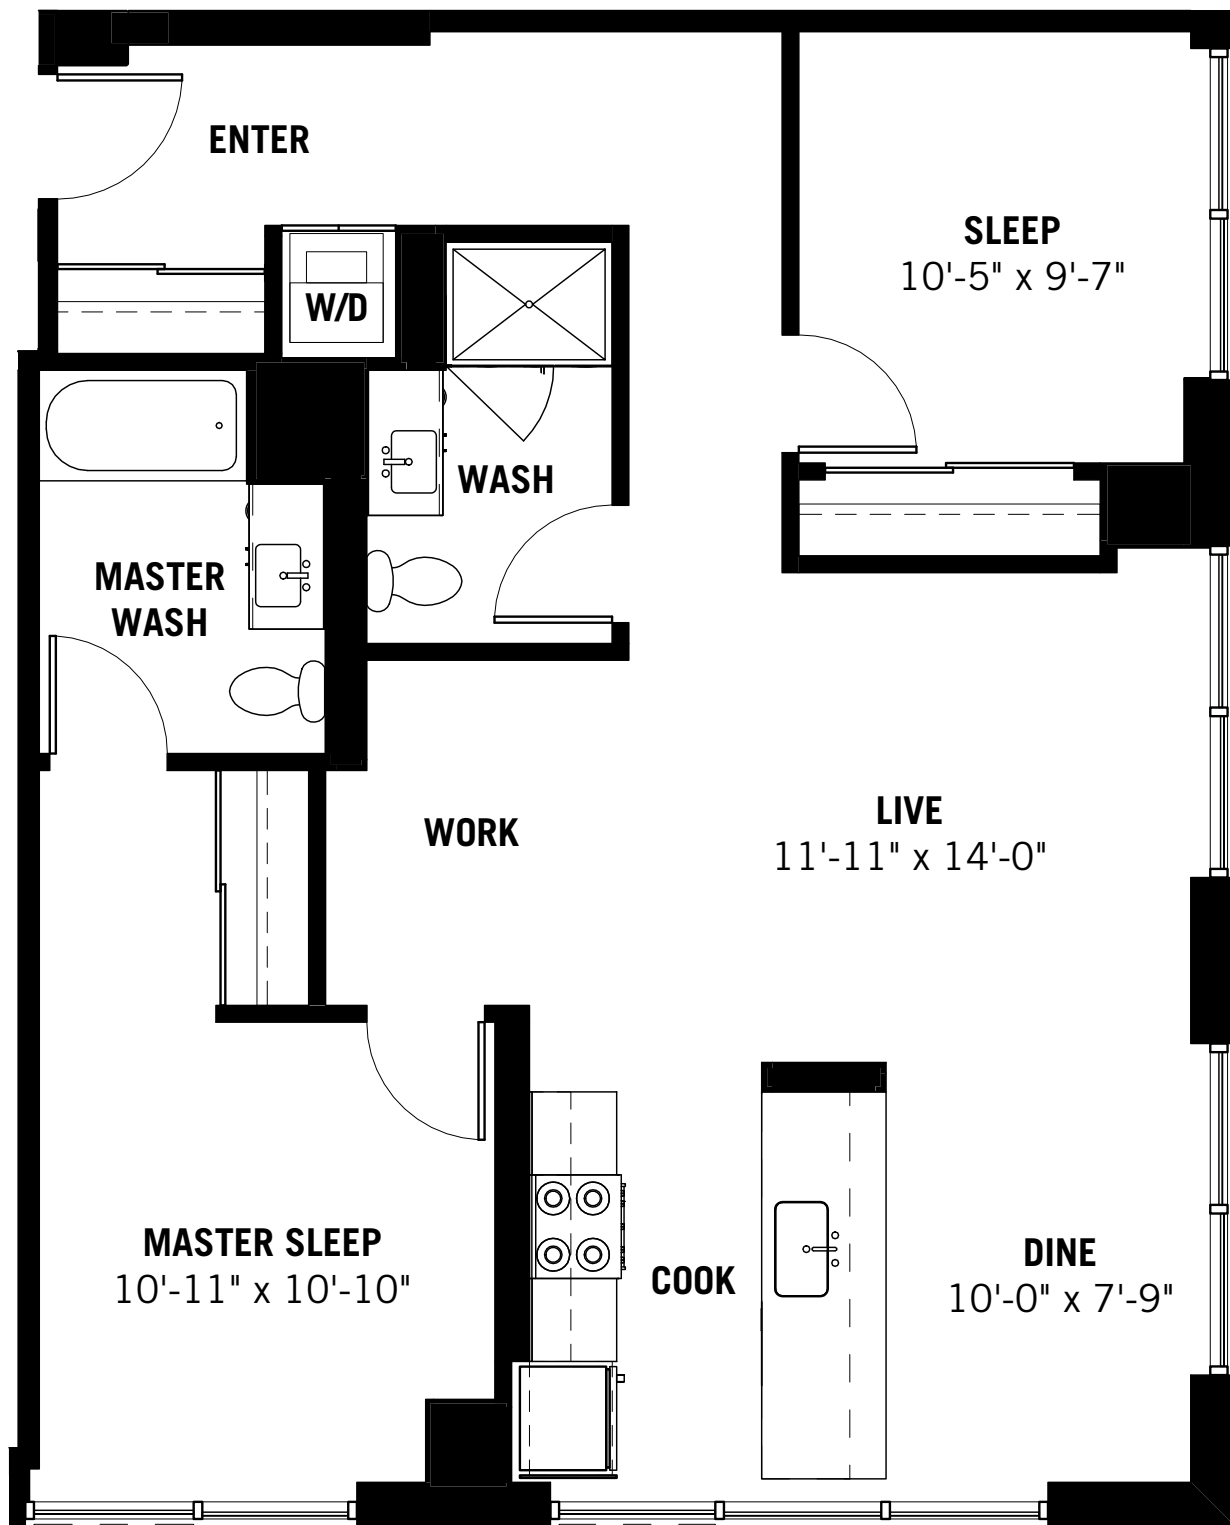 ENTER
SLEEP
10'-5" x 9'-7"
W/D
WASH
MASTER
WASH
LIVE
11'-11" x 14'-0"
WORK
MASTER SLEEP
10'-11" x 10'-10"
COOK
DINE
10'-0" x 7'-9"